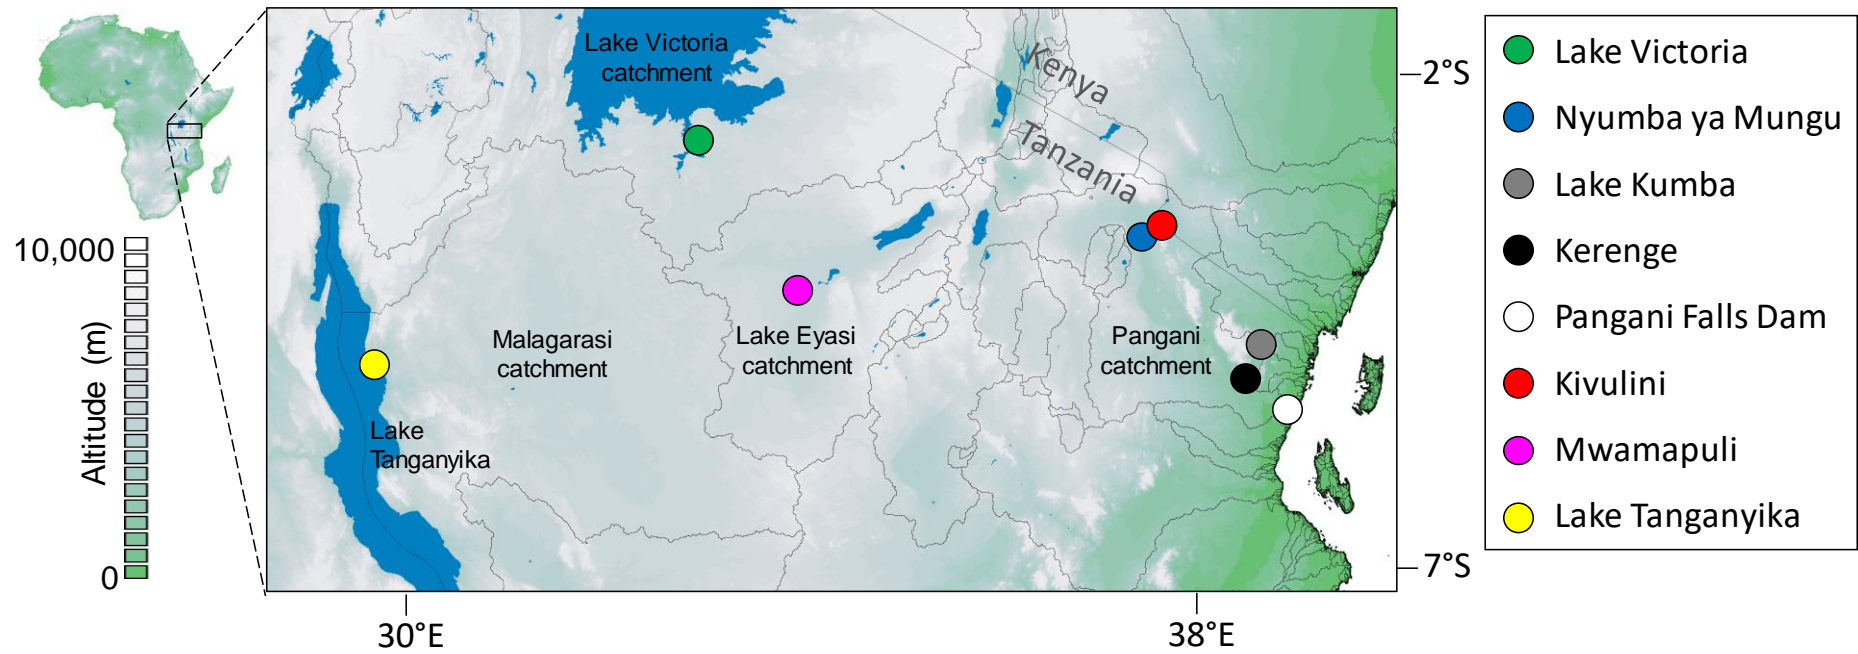 Lake Victoria
catchment
Kenya
Tanzania
2°S
10,000
Altitude (m)
0
Malagarasi
catchment
Lake Eyasi
catchment
Pangani
catchment
Lake
Tanganyika
7°S
30°E
38°E
Lake Victoria
Nyumba ya Mungu
Lake Kumba
Kerenge
Pangani Falls Dam
Kivulini
Mwamapuli
Lake Tanganyika